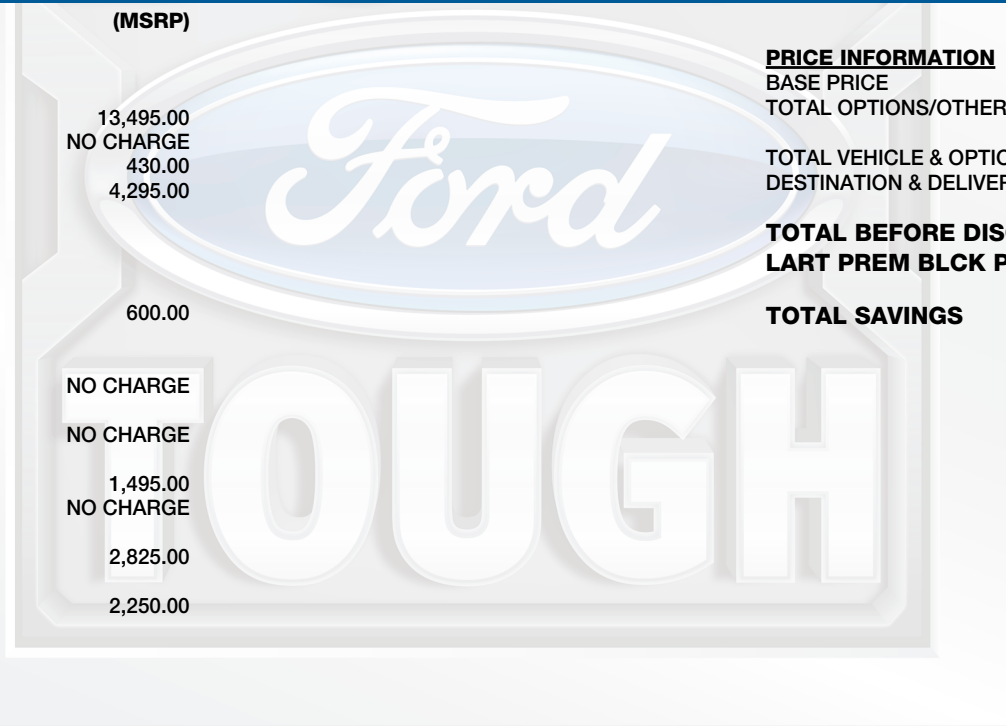 (MSRP)
13,495.00
NO CHARGE
430.00
4,295.00
600.00
NO CHARGE
NO CHARGE
1,495.00
NO CHARGE
2,825.00
2,250.00
Ford
TOUGH
PRICE INFORMATION
BASE PRICE
TOTAL OPTIONS/OTHER
TOTAL VEHICLE & OPTIO
DESTINATION & DELIVER
TOTAL BEFORE DISC
LART PREM BLCK P
TOTAL SAVINGS